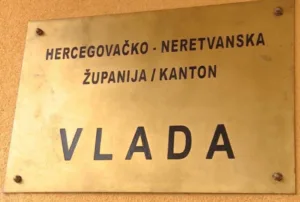 HERCEGOVAČKO - NERETVANSKA
ŽUPANIJA / KANTON
VLADA